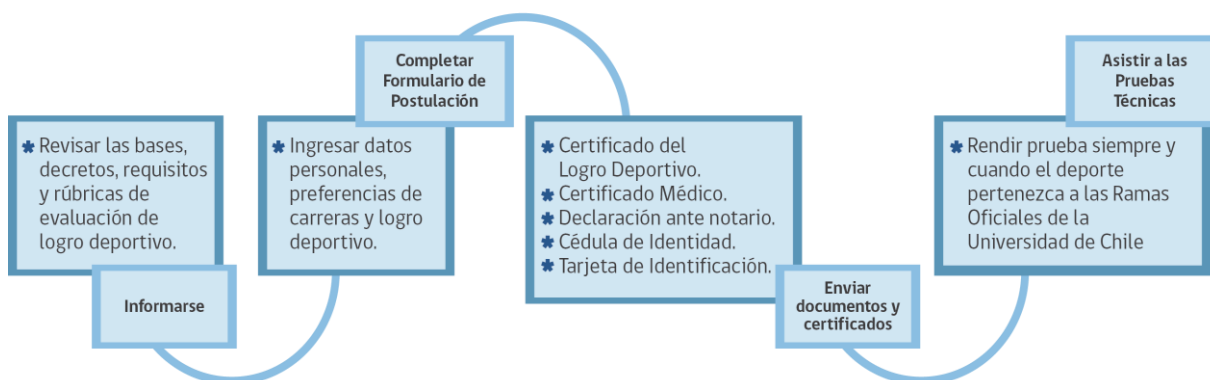 * Revisar las bases,
decretos, requisitos
y rúbricas de
evaluación de
logro deportivo.
Informarse
Completar
Formulario de
Postulación
* Ingresar datos
personales,
preferencias de
carreras y logro
deportivo.
* Certificado del
Logro Deportivo.
* Certificado Médico.
* Declaración ante notario.
* Cédula de Identidad.
* Tarjeta de Identificación.
Enviar
documentos y
certificados
Asistir a las
Pruebas
Técnicas
* Rendir prueba siempre y
cuando el deporte
pertenezca a las Ramas
Oficiales de la
Universidad de Chile